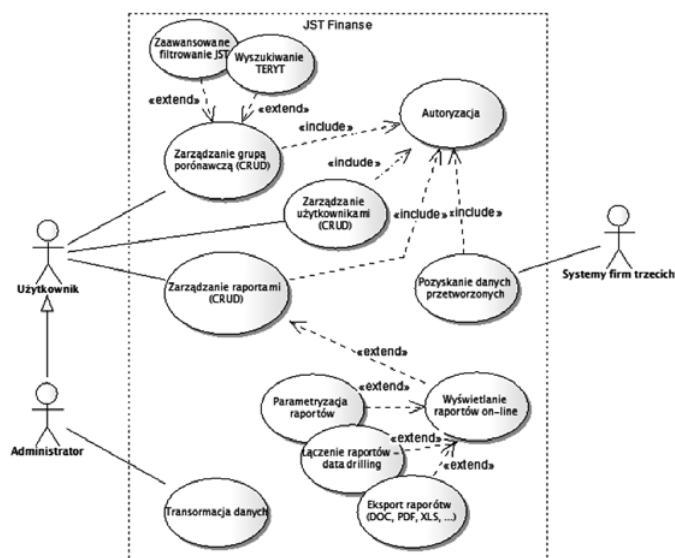 JST Finanse
Zaawansowane
filtrowanie JST
Wyszukiwanie
TERYT
«extend»
«extend»
Autoryzacja
«include»
Zarządzanie grupą
porónawczą (CRUD)
«include»
Zarządzanie
użytkownikami
(CRUD)
«include»
«include»
Użytkownik
Zarządzanie raportami
(CRUD)
Pozyskanie danych
przetworzonych
Systemy firm trzecich
«extend»
Parametryzacja
raportów
«extend»
Wyświetlanie
raportów on-line
Łączenie raportów
data drilling
«extend»
«extend»
Administrator
Transormacja danych
Eksport raporótw
(DOC, PDF, XLS, ...)